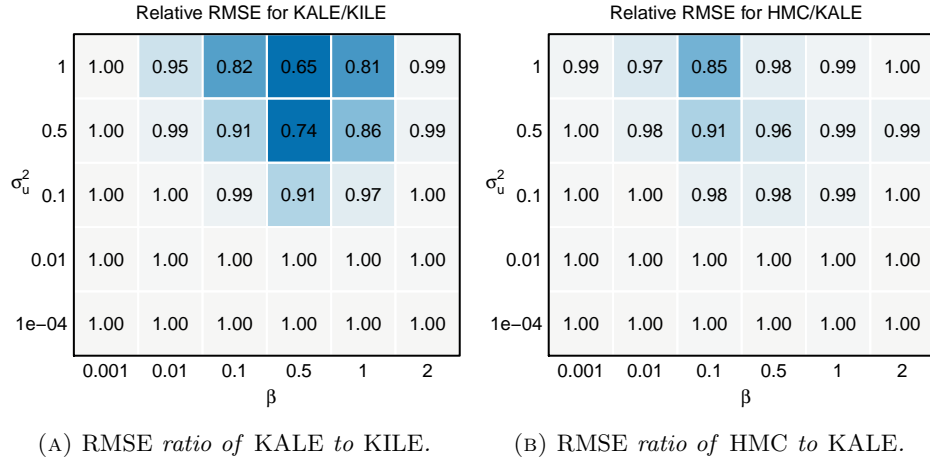 Relative RMSE for KALE/KILE
1 1.00 0.95 0.82 0.65 0.81 0.99
0.5 1.00 0.99 0.91 0.74 0.86 0.99
σ²ᵤ
0.1 1.00 1.00 0.99 0.91 0.97 1.00
0.01 1.00 1.00 1.00 1.00 1.00 1.00
1e−04 1.00 1.00 1.00 1.00 1.00 1.00
0.001 0.01 0.1 0.5 1 2
β
(A) RMSE ratio of KALE to KILE.
Relative RMSE for HMC/KALE
1 0.99 0.97 0.85 0.98 0.99 1.00
0.5 1.00 0.98 0.91 0.96 0.99 0.99
σ²ᵤ
0.1 1.00 1.00 0.98 0.98 0.99 1.00
0.01 1.00 1.00 1.00 1.00 1.00 1.00
1e−04 1.00 1.00 1.00 1.00 1.00 1.00
0.001 0.01 0.1 0.5 1 2
β
(B) RMSE ratio of HMC to KALE.